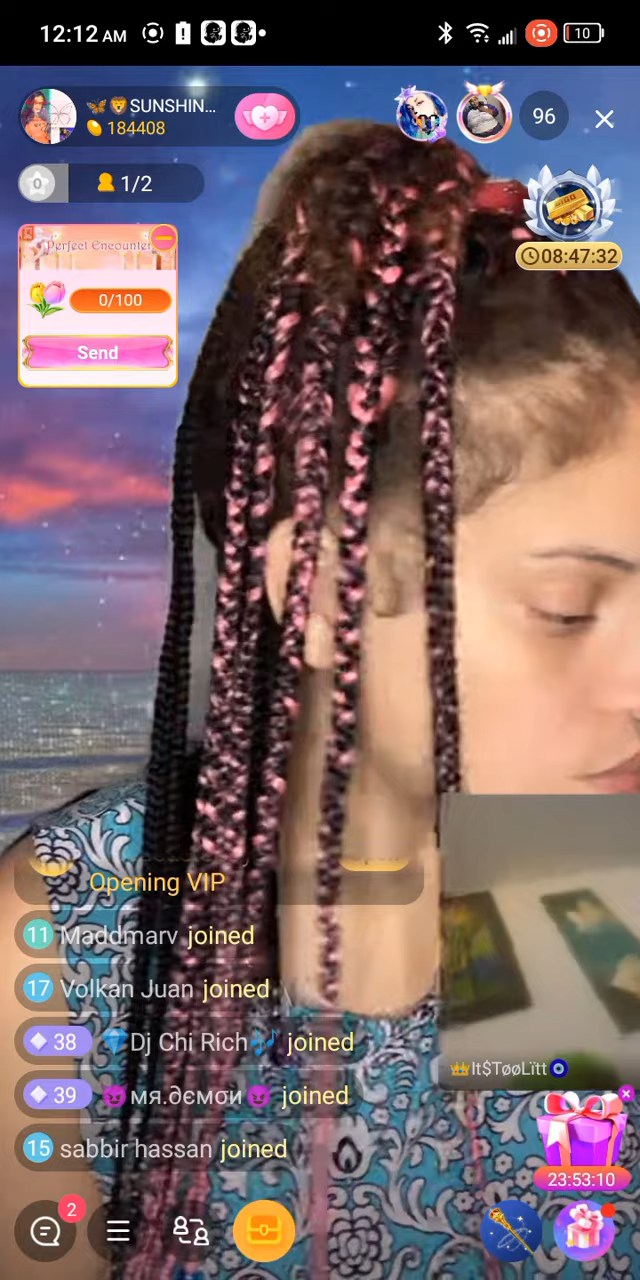 12:12 AM
10
🦋🦁SUNSHIN...
184408
96
0
1/2
Perfect Encounter
0/100
Send
08:47:32
Opening VIP
11 Maddmarv joined
17 Volkan Juan joined
38 💎Dj Chi Rich🎶 joined
39 😈мя.∂ємσи😈 joined
15 sabbir hassan joined
👑It$TøøLïtt🧿
23:53:10
2